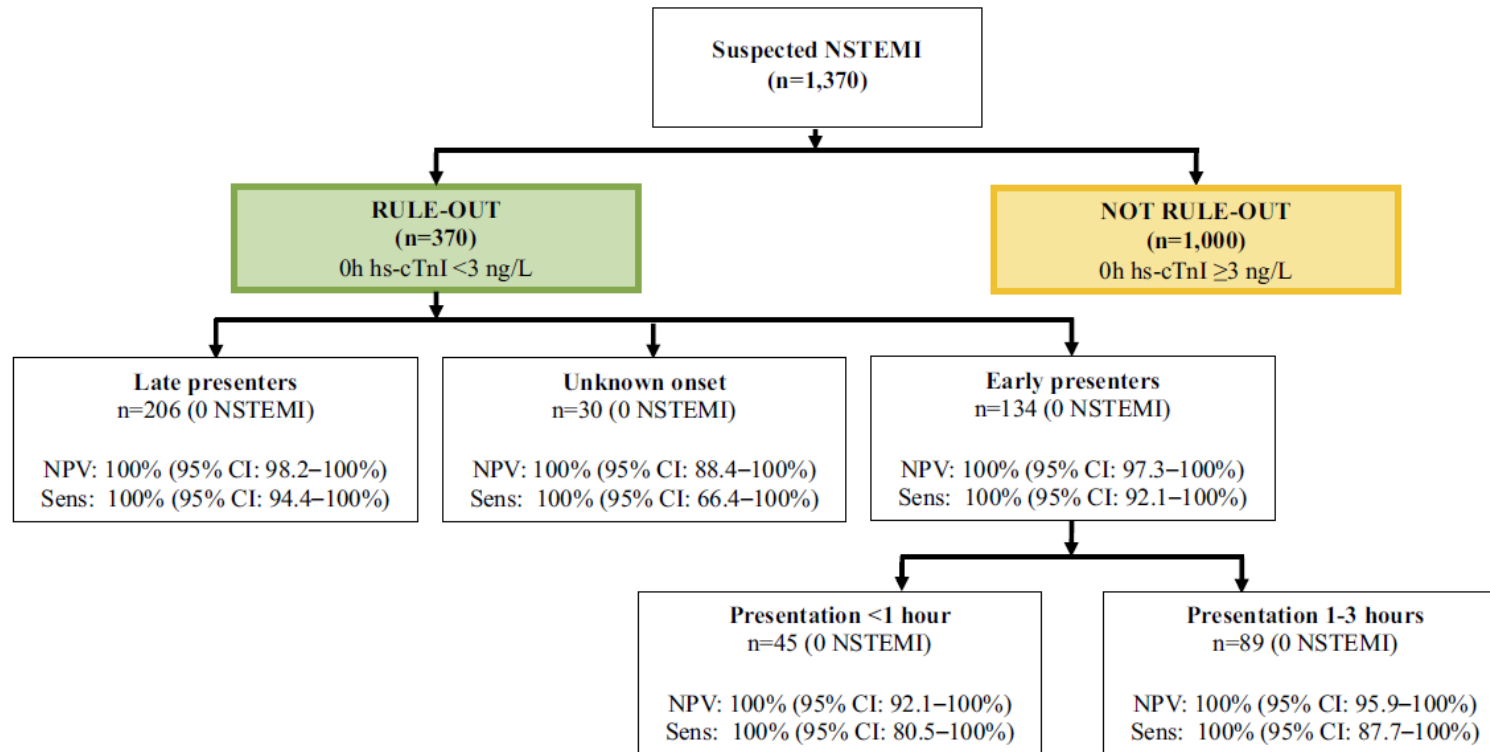 Suspected NSTEMI
(n=1,370)
RULE-OUT
(n=370)
0h hs-cTnI <3 ng/L
NOT RULE-OUT
(n=1,000)
0h hs-cTnI ≥3 ng/L
Late presenters
n=206 (0 NSTEMI)
NPV: 100% (95% CI: 98.2–100%)
Sens: 100% (95% CI: 94.4–100%)
Unknown onset
n=30 (0 NSTEMI)
NPV: 100% (95% CI: 88.4–100%)
Sens: 100% (95% CI: 66.4–100%)
Early presenters
n=134 (0 NSTEMI)
NPV: 100% (95% CI: 97.3–100%)
Sens: 100% (95% CI: 92.1–100%)
Presentation <1 hour
n=45 (0 NSTEMI)
NPV: 100% (95% CI: 92.1–100%)
Sens: 100% (95% CI: 80.5–100%)
Presentation 1-3 hours
n=89 (0 NSTEMI)
NPV: 100% (95% CI: 95.9–100%)
Sens: 100% (95% CI: 87.7–100%)